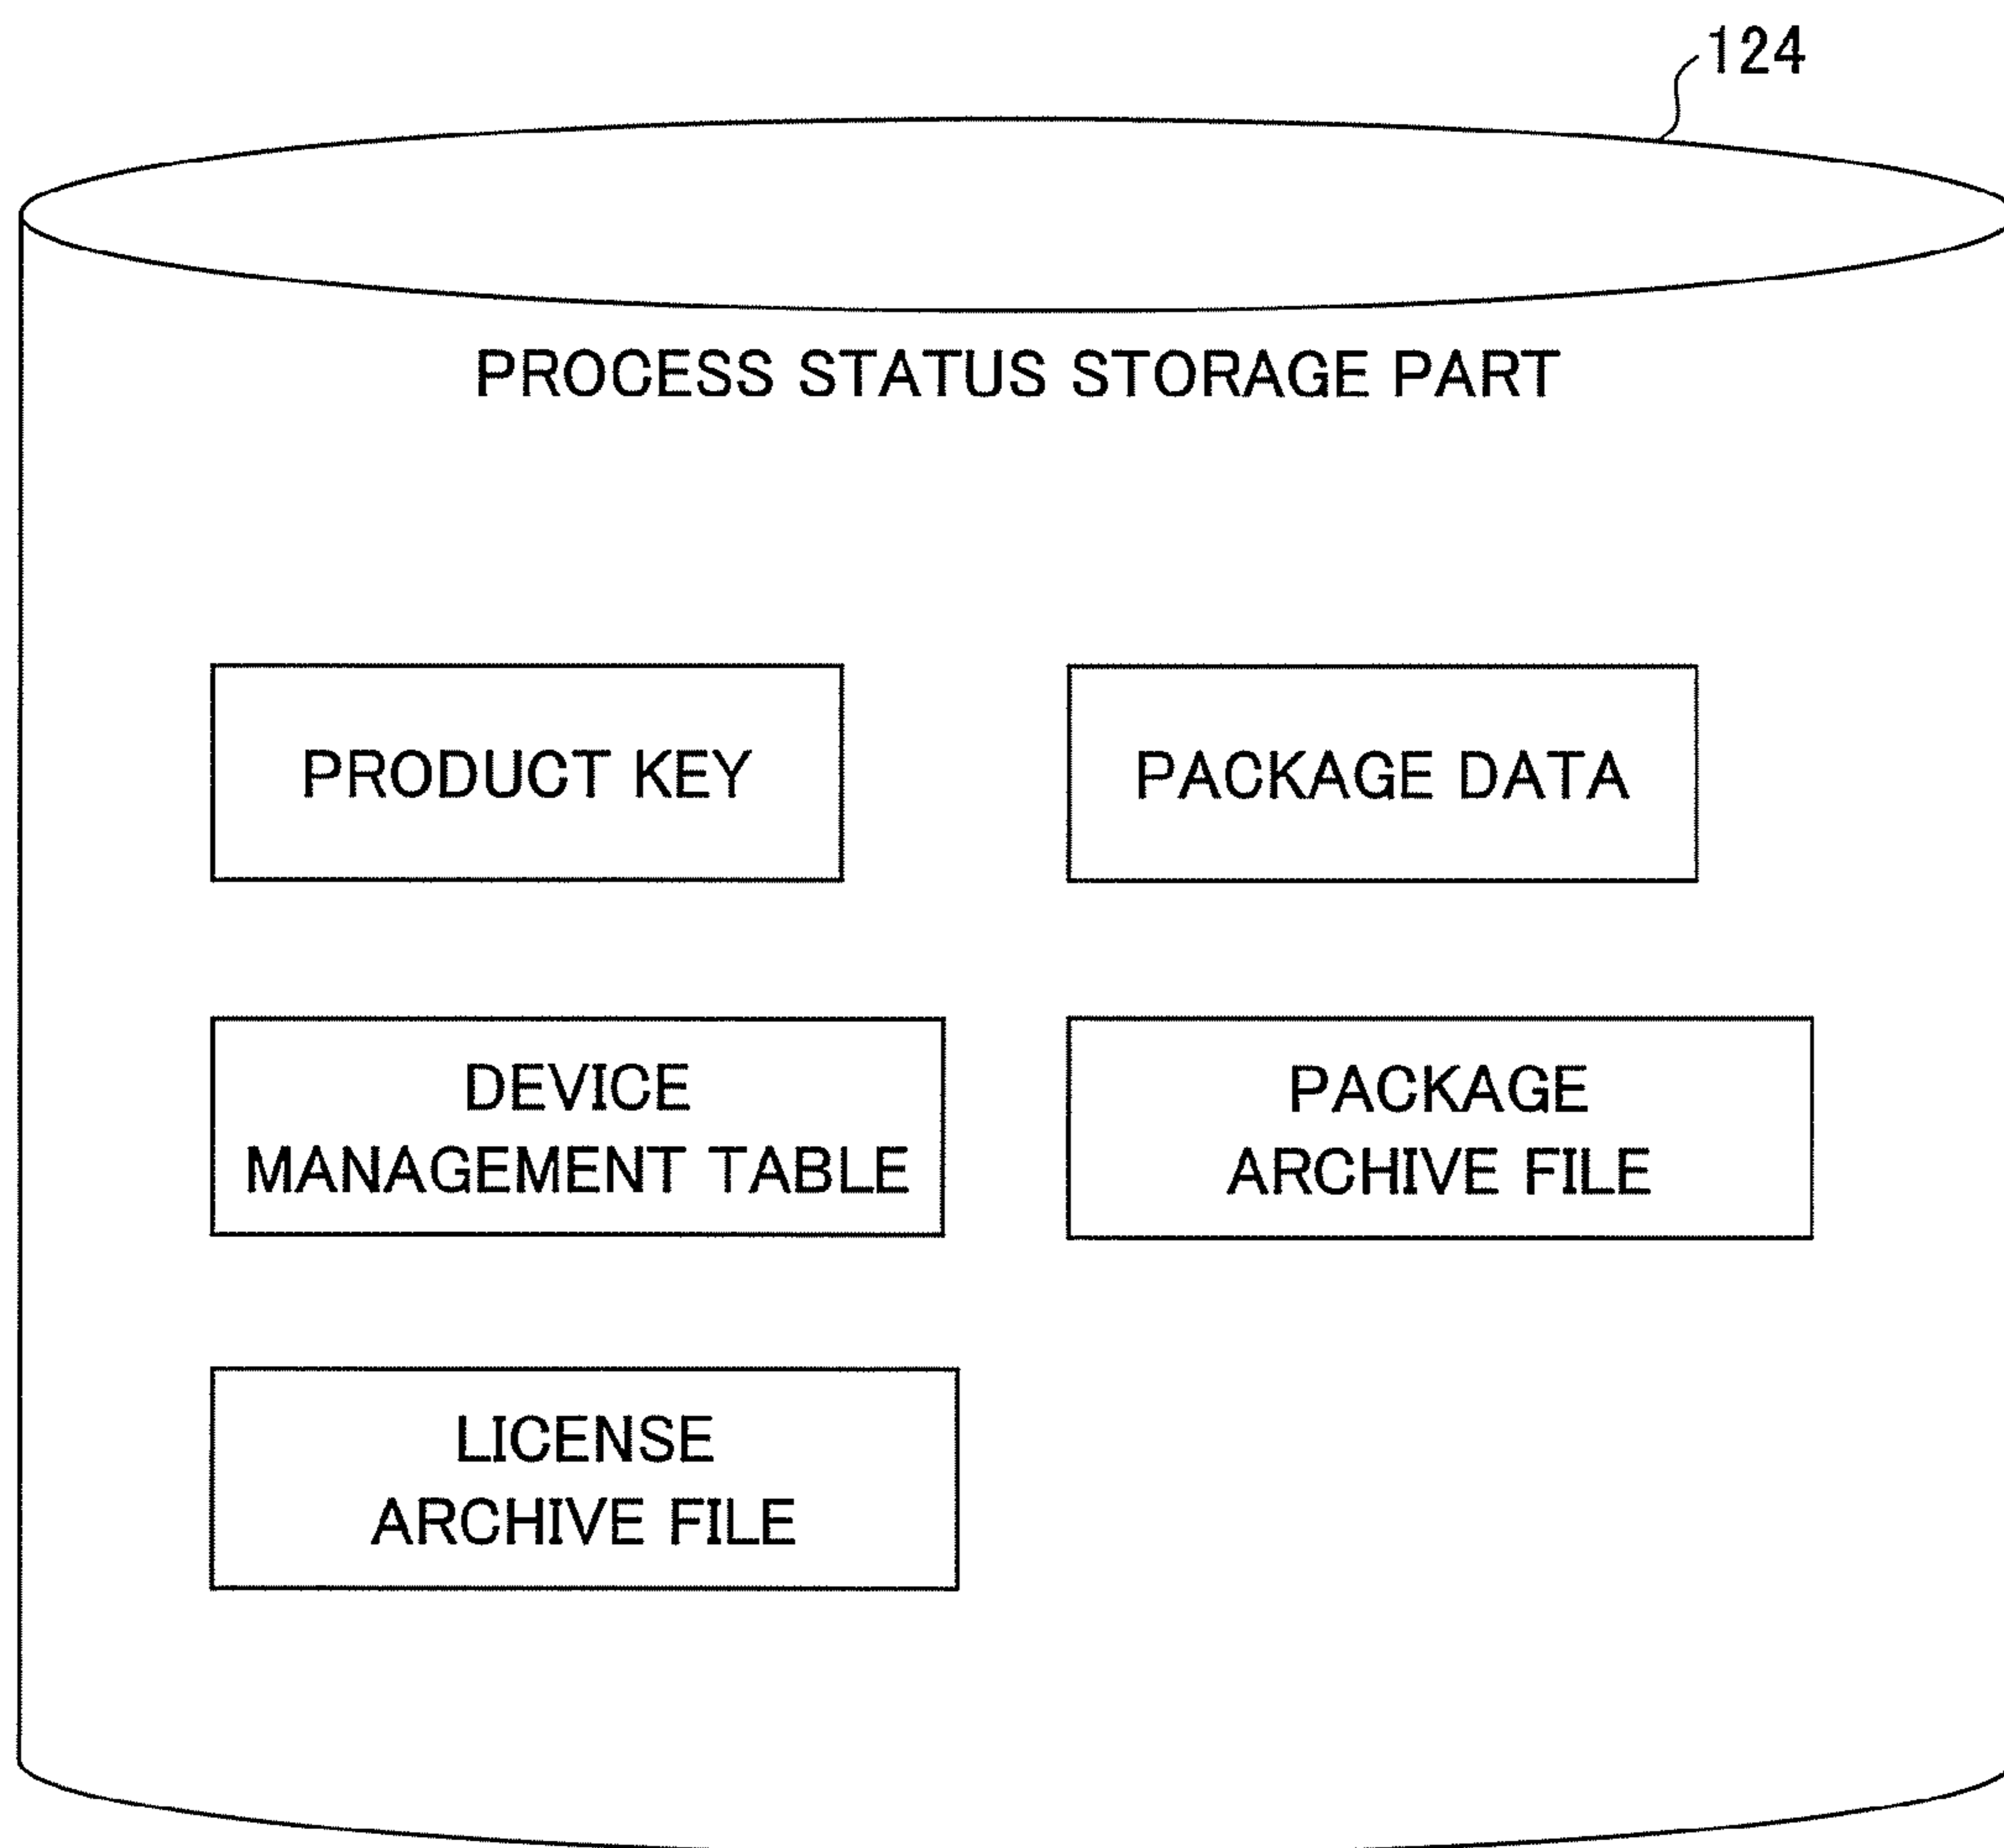 124
PROCESS STATUS STORAGE PART
PRODUCT KEY
PACKAGE DATA
DEVICE
MANAGEMENT TABLE
PACKAGE
ARCHIVE FILE
LICENSE
ARCHIVE FILE